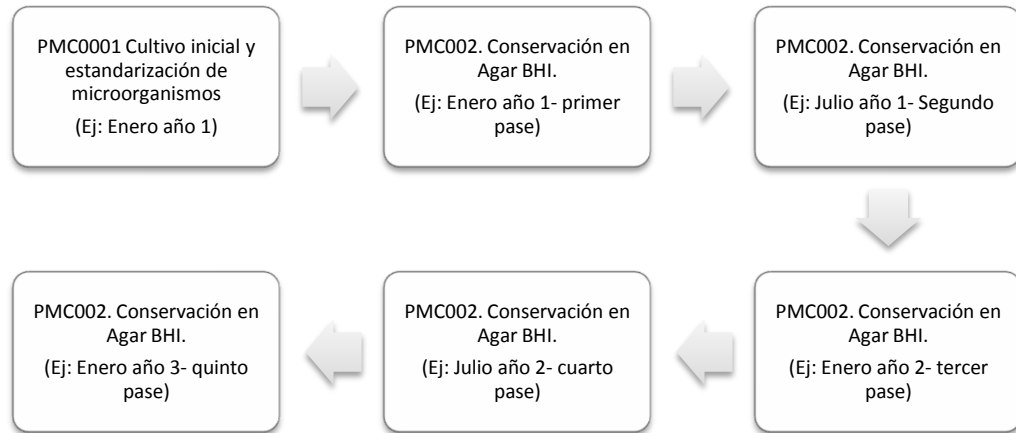 PMC0001 Cultivo inicial y
estandarización de
microorganismos
(Ej: Enero año 1)
PMC002. Conservación en
Agar BHI.
(Ej: Enero año 1- primer
pase)
PMC002. Conservación en
Agar BHI.
(Ej: Julio año 1- Segundo
pase)
PMC002. Conservación en
Agar BHI.
(Ej: Enero año 2- tercer
pase)
PMC002. Conservación en
Agar BHI.
(Ej: Julio año 2- cuarto
pase)
PMC002. Conservación en
Agar BHI.
(Ej: Enero año 3- quinto
pase)